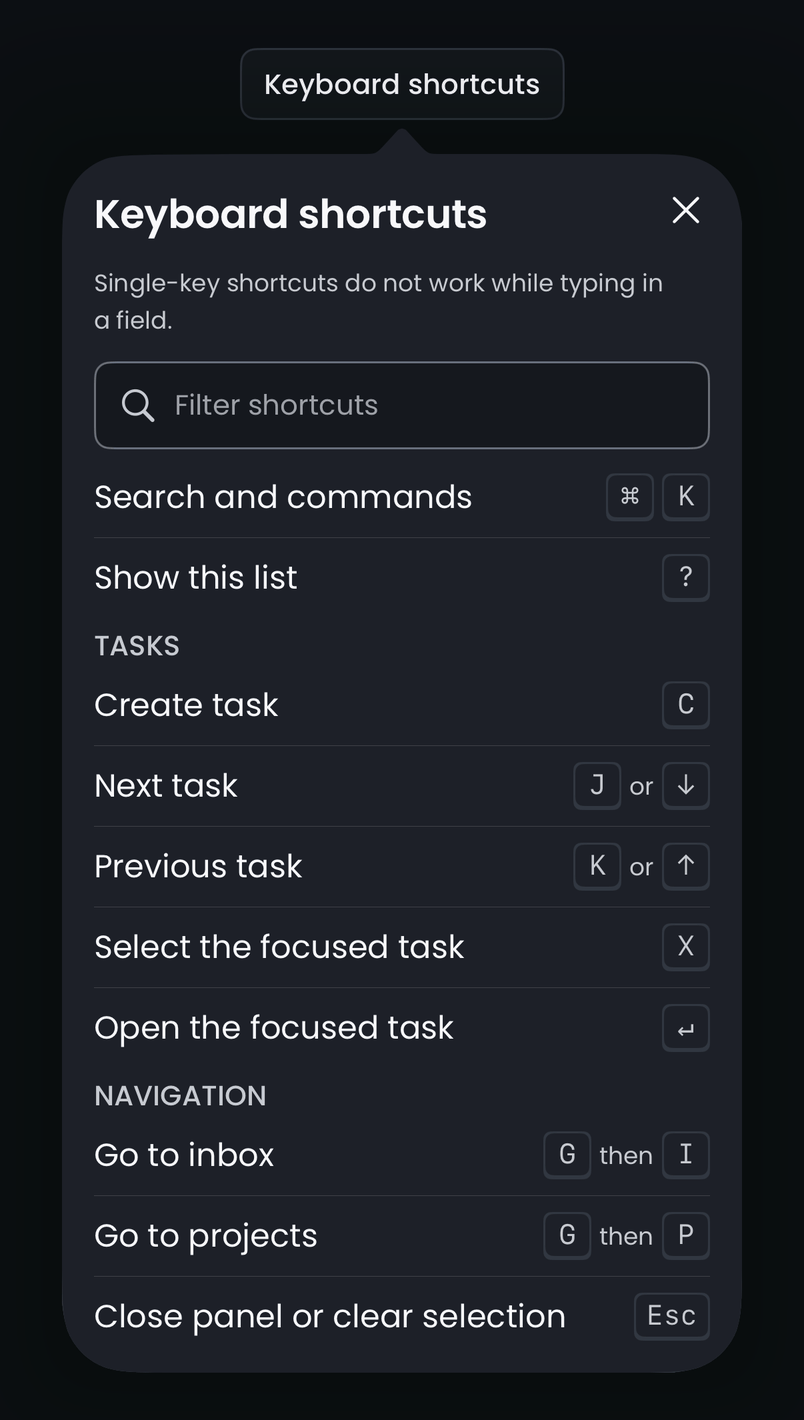 Keyboard shortcuts
Keyboard shortcuts
Single-key shortcuts do not work while typing in
a field.
Filter shortcuts
Search and commands ⌘ K
Show this list ?
TASKS
Create task C
Next task J or ↓
Previous task K or ↑
Select the focused task X
Open the focused task ↵
NAVIGATION
Go to inbox G then I
Go to projects G then P
Close panel or clear selection Esc